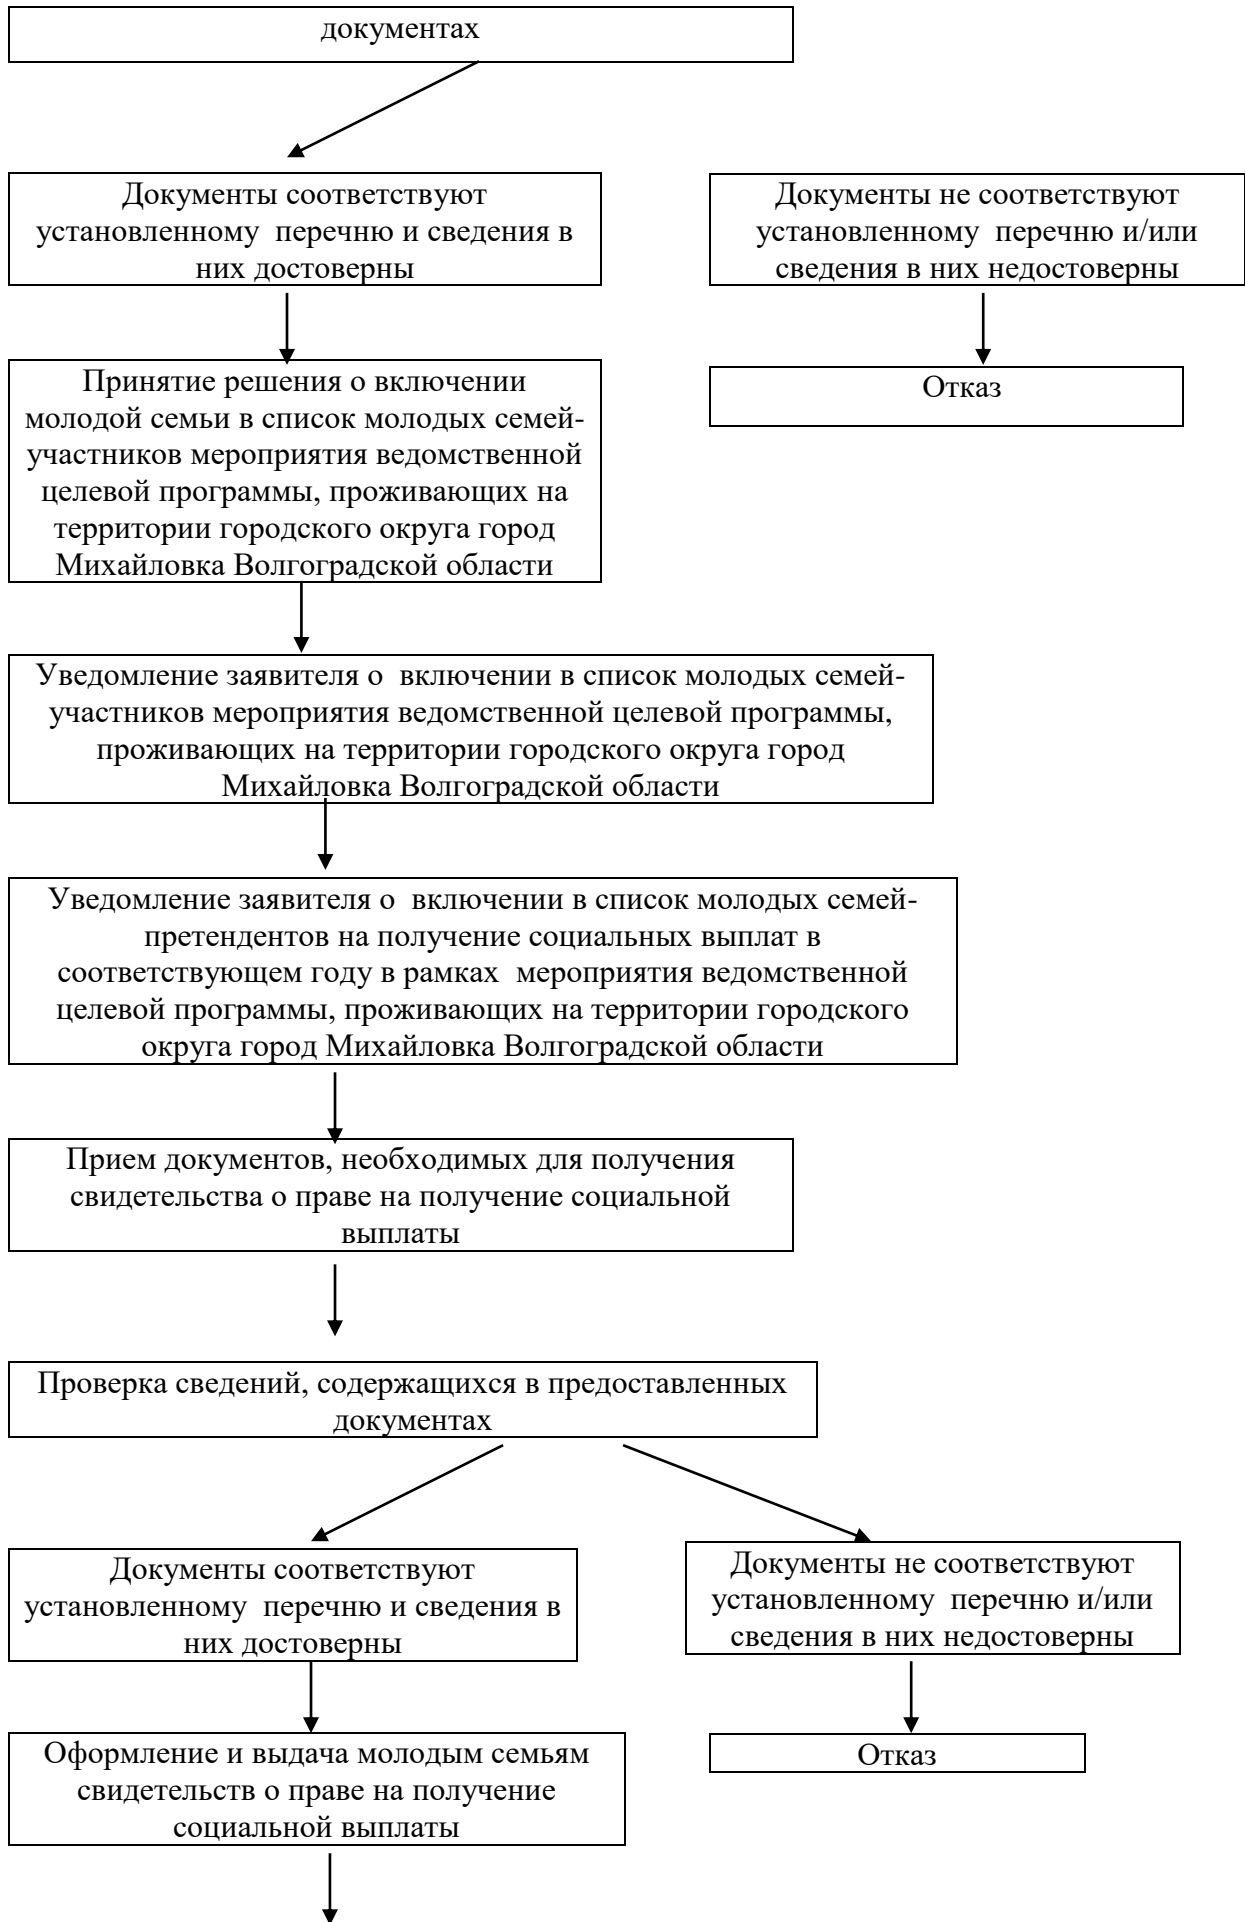 документах
Документы соответствуют
установленному перечню и сведения в
них достоверны
Документы не соответствуют
установленному перечню и/или
сведения в них недостоверны
Принятие решения о включении
молодой семьи в список молодых семей-
участников мероприятия ведомственной
целевой программы, проживающих на
территории городского округа город
Михайловка Волгоградской области
Отказ
Уведомление заявителя о включении в список молодых семей-
участников мероприятия ведомственной целевой программы,
проживающих на территории городского округа город
Михайловка Волгоградской области
Уведомление заявителя о включении в список молодых семей-
претендентов на получение социальных выплат в
соответствующем году в рамках мероприятия ведомственной
целевой программы, проживающих на территории городского
округа город Михайловка Волгоградской области
Прием документов, необходимых для получения
свидетельства о праве на получение социальной
выплаты
Проверка сведений, содержащихся в предоставленных
документах
Документы соответствуют
установленному перечню и сведения в
них достоверны
Документы не соответствуют
установленному перечню и/или
сведения в них недостоверны
Оформление и выдача молодым семьям
свидетельств о праве на получение
социальной выплаты
Отказ